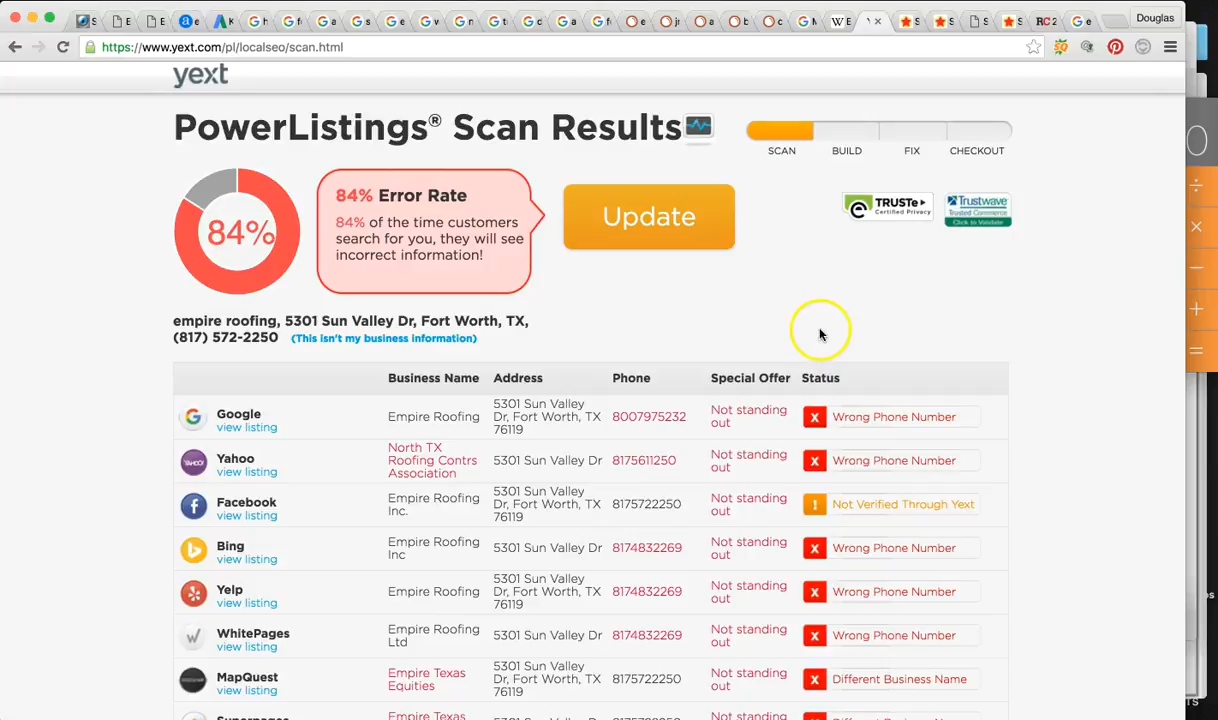 Douglas
https://www.yext.com/pl/localseo/scan.html
yext
PowerListings® Scan Results
SCAN BUILD FIX CHECKOUT
84%
84% Error Rate
84% of the time customers
search for you, they will see
incorrect information!
Update
TRUSTe
Certified Privacy
Trustwave
Trusted Commerce
Click to Validate
empire roofing, 5301 Sun Valley Dr, Fort Worth, TX,
(817) 572-2250 (This isn't my business information)
Business Name Address Phone Special Offer Status
Google
view listing
Empire Roofing
5301 Sun Valley
Dr, Fort Worth, TX
76119
8007975232
Not standing
out
X Wrong Phone Number
Yahoo
view listing
North TX
Roofing Contrs
Association
5301 Sun Valley Dr
8175611250
Not standing
out
X Wrong Phone Number
Facebook
view listing
Empire Roofing
Inc.
5301 Sun Valley
Dr, Fort Worth, TX
76119
8175722250
Not standing
out
! Not Verified Through Yext
Bing
view listing
Empire Roofing
Inc
5301 Sun Valley Dr
8174832269
Not standing
out
X Wrong Phone Number
Yelp
view listing
Empire Roofing
5301 Sun Valley
Dr, Fort Worth, TX
76119
8174832269
Not standing
out
X Wrong Phone Number
WhitePages
view listing
Empire Roofing
Ltd
5301 Sun Valley Dr
8174832269
Not standing
out
X Wrong Phone Number
MapQuest
view listing
Empire Texas
Equities
5301 Sun Valley
Dr, Fort Worth, TX
76119
8175722250
Not standing
out
X Different Business Name
Superpages
Empire Texas
5301 Sun Valley
Not standing